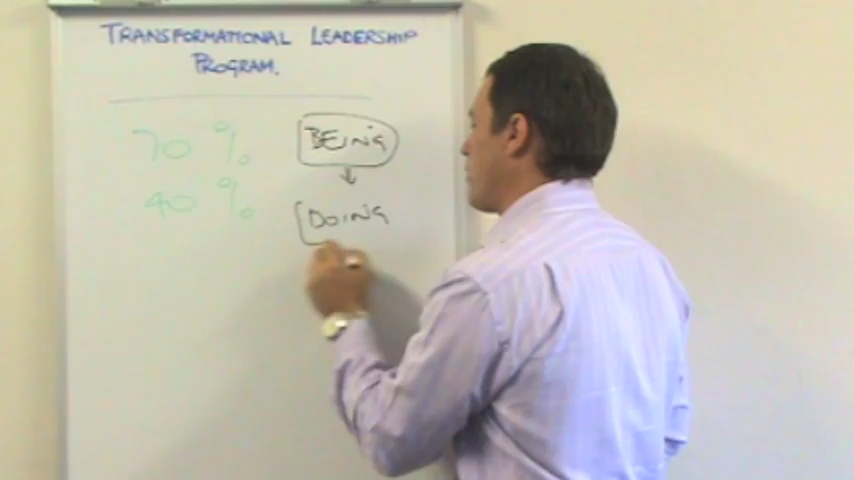 TRANSFORMATIONAL LEADERSHIP
PROGRAM.
70 % BEING
40 % DOING